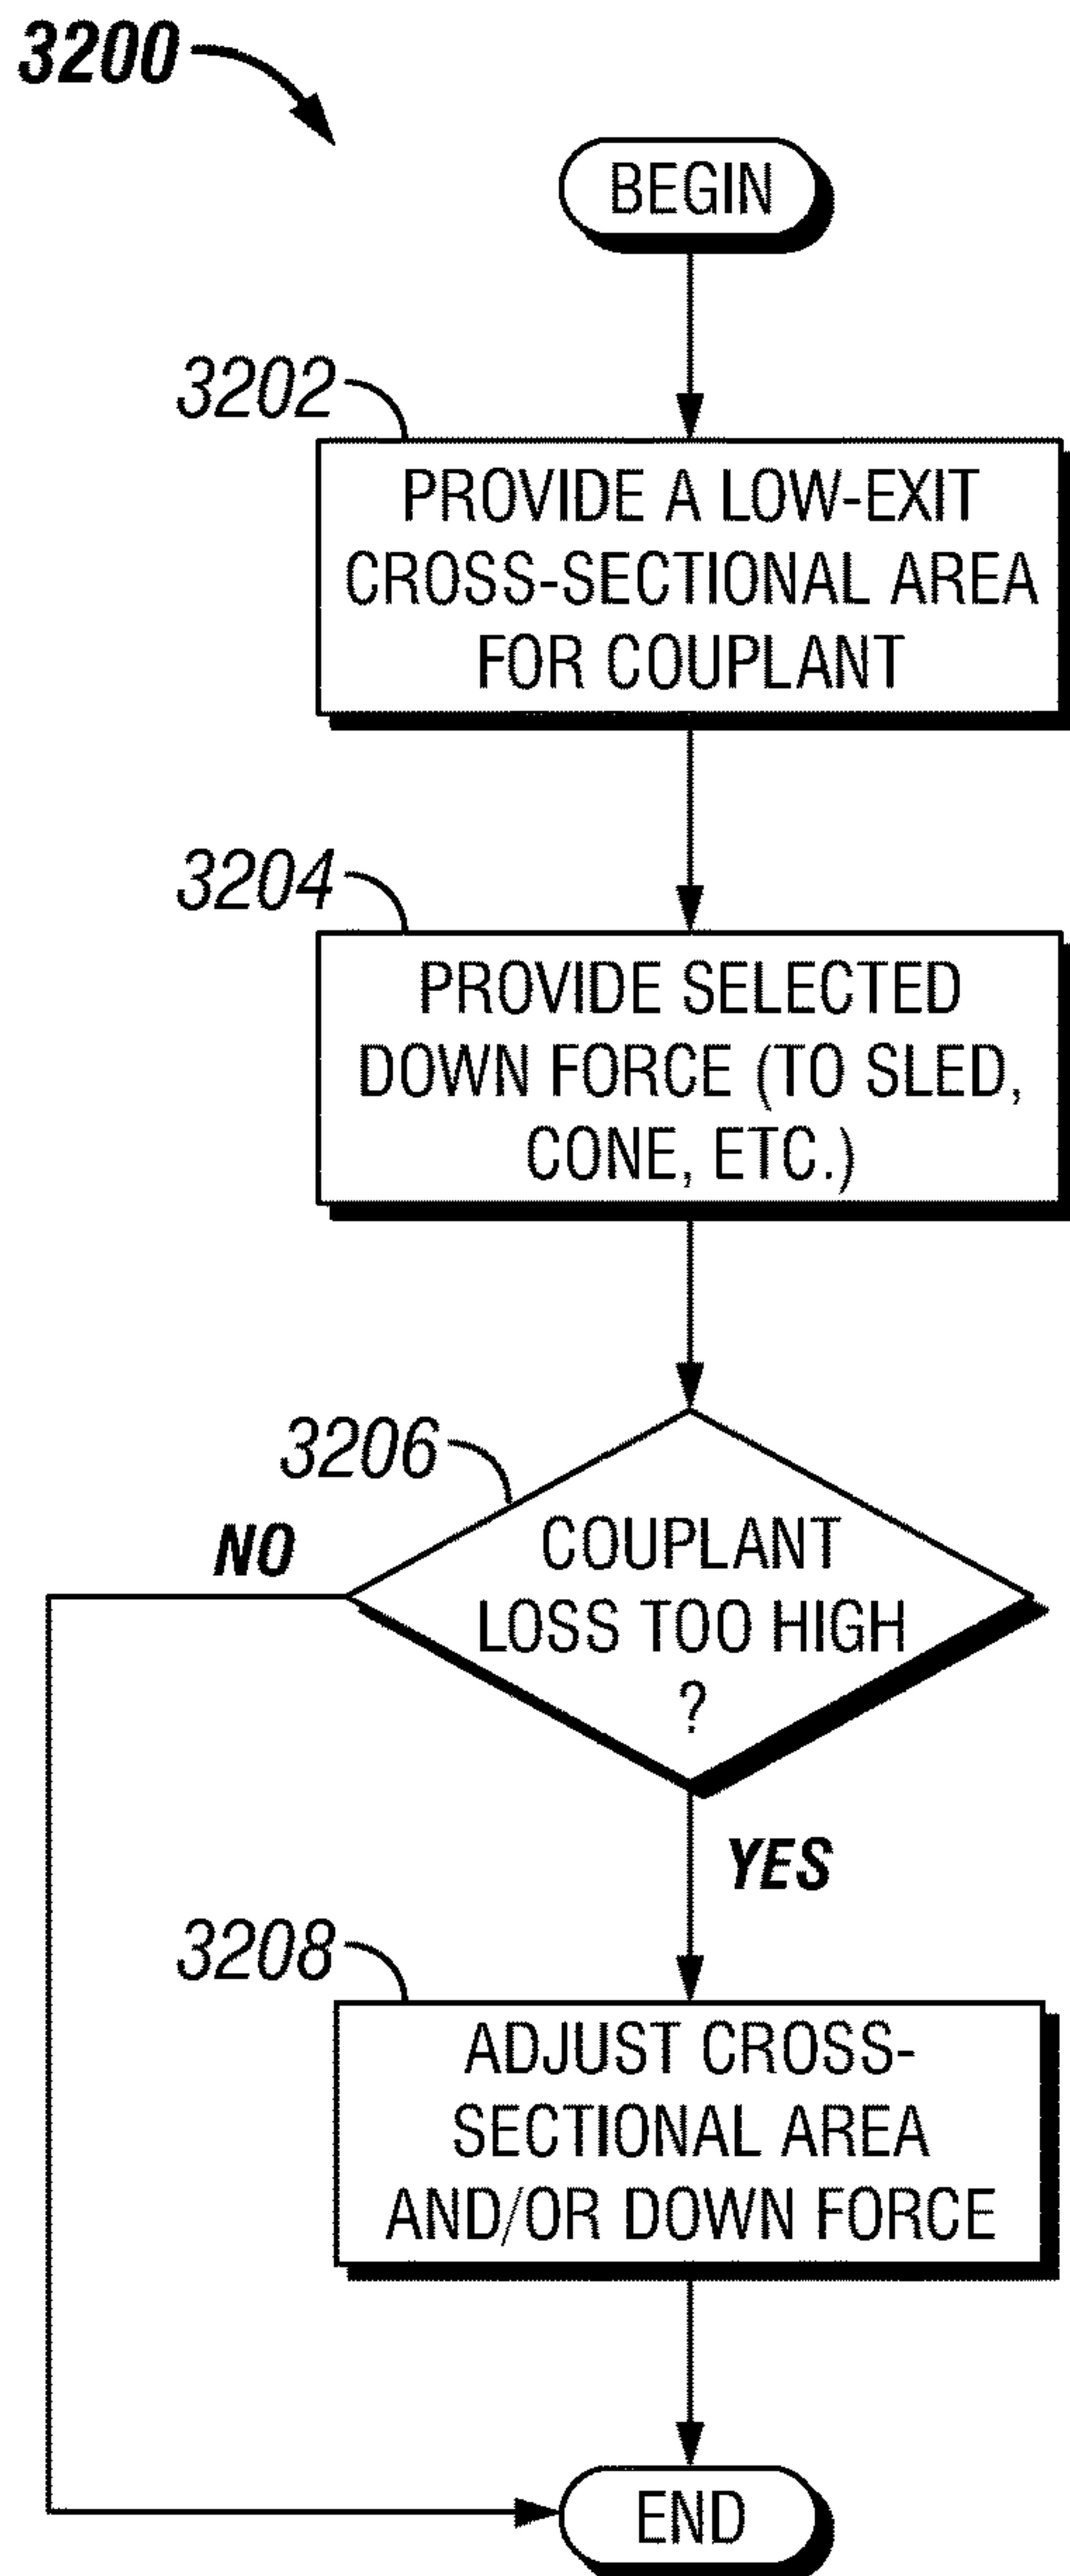 3200
BEGIN
3202
PROVIDE A LOW-EXIT
CROSS-SECTIONAL AREA
FOR COUPLANT
3204
PROVIDE SELECTED
DOWN FORCE (TO SLED,
CONE, ETC.)
3206
NO
COUPLANT
LOSS TOO HIGH
?
YES
3208
ADJUST CROSS-
SECTIONAL AREA
AND/OR DOWN FORCE
END